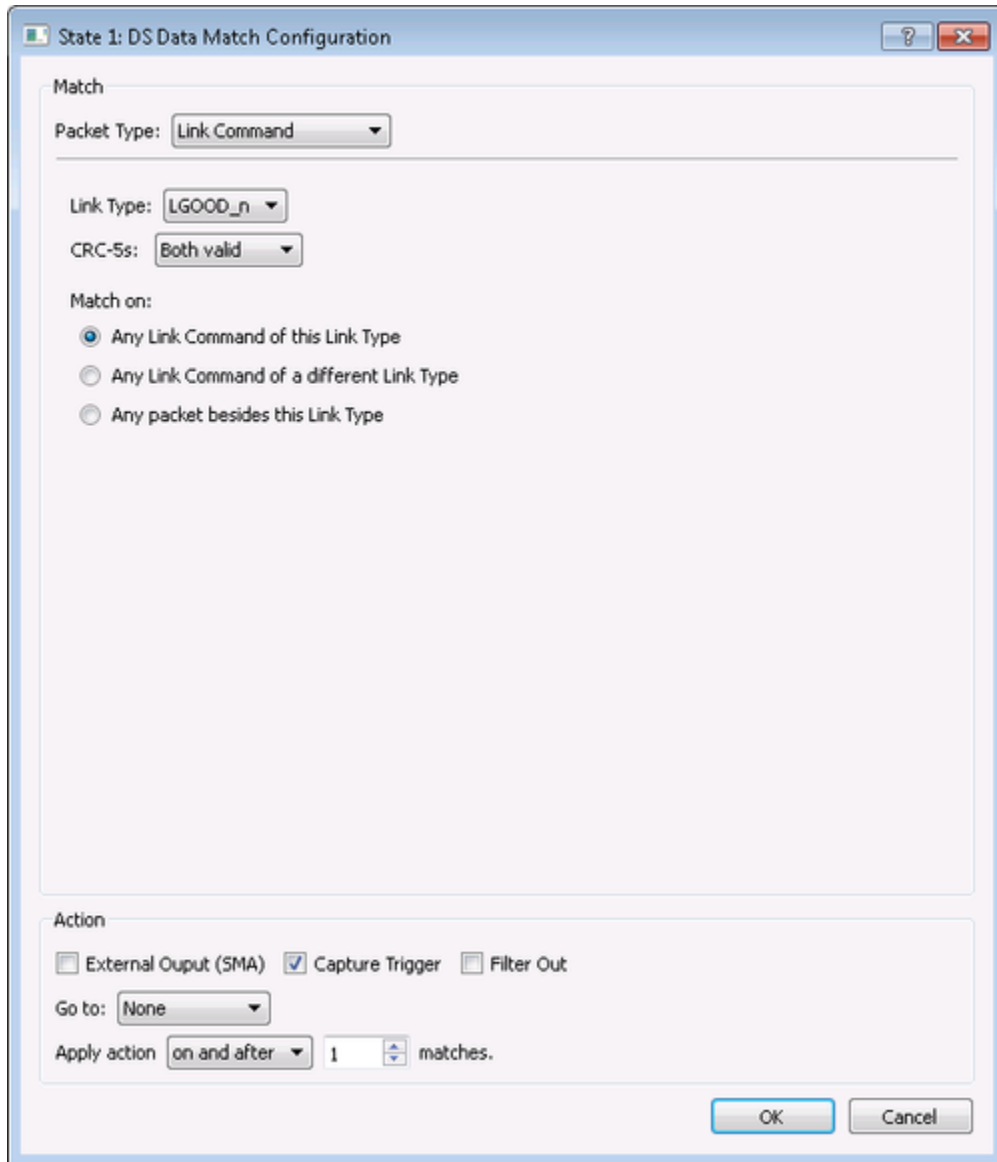 State 1: DS Data Match Configuration
Match
Packet Type: Link Command
Link Type: LGOOD_n
CRC-5s: Both valid
Match on:
Any Link Command of this Link Type
Any Link Command of a different Link Type
Any packet besides this Link Type
Action
External Ouput (SMA) Capture Trigger Filter Out
Go to: None
Apply action on and after 1 matches.
OK Cancel